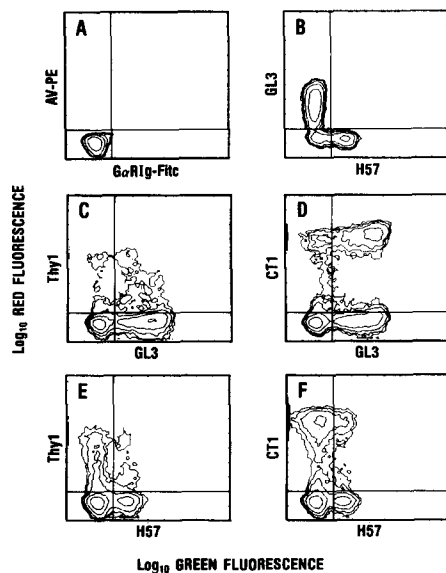 A
AV-PE
GαRIg-Fitc
B
GL3
H57
C
Thy1
GL3
D
CT1
GL3
E
Thy1
H57
F
CT1
H57
Log10 RED FLUORESCENCE
Log10 GREEN FLUORESCENCE